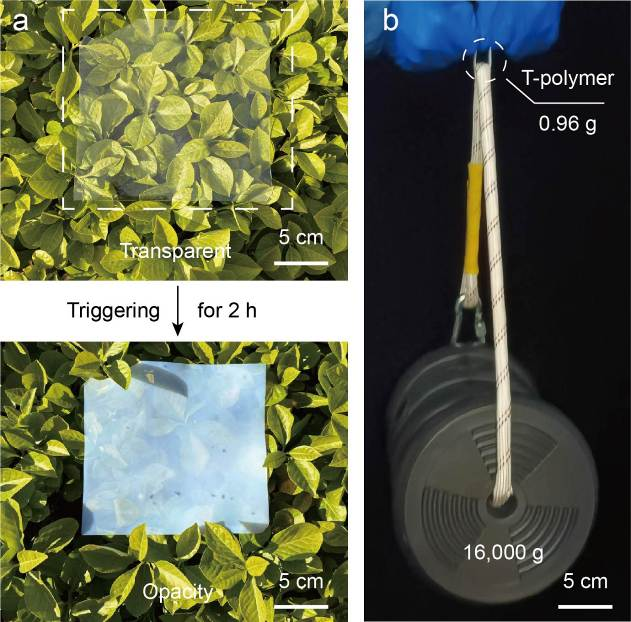 a
Transparent
5 cm
Triggering for 2 h
Opacity
5 cm
b
T-polymer
0.96 g
16,000 g
5 cm